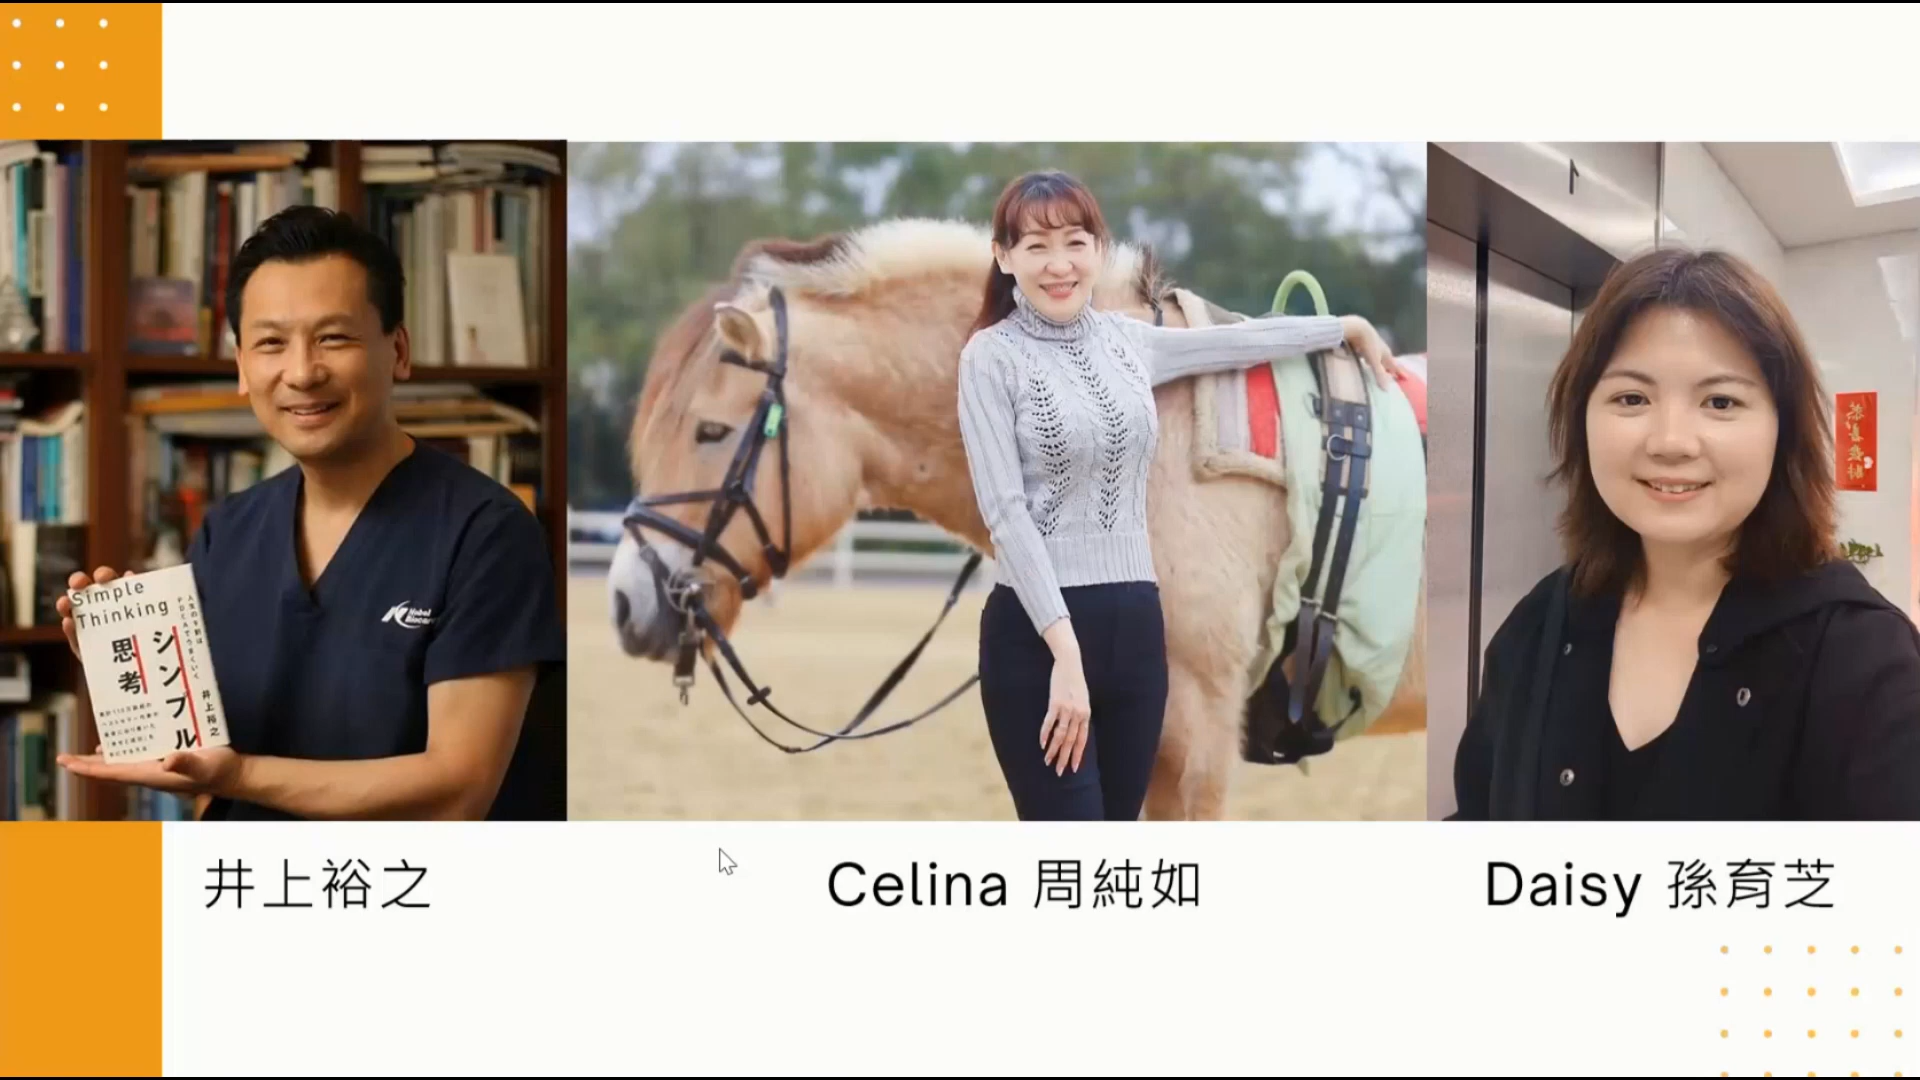 Simple
Thinking
シンプル
思考
井上裕之
Nobel
井上裕之
Celina 周純如
Daisy 孫育芝